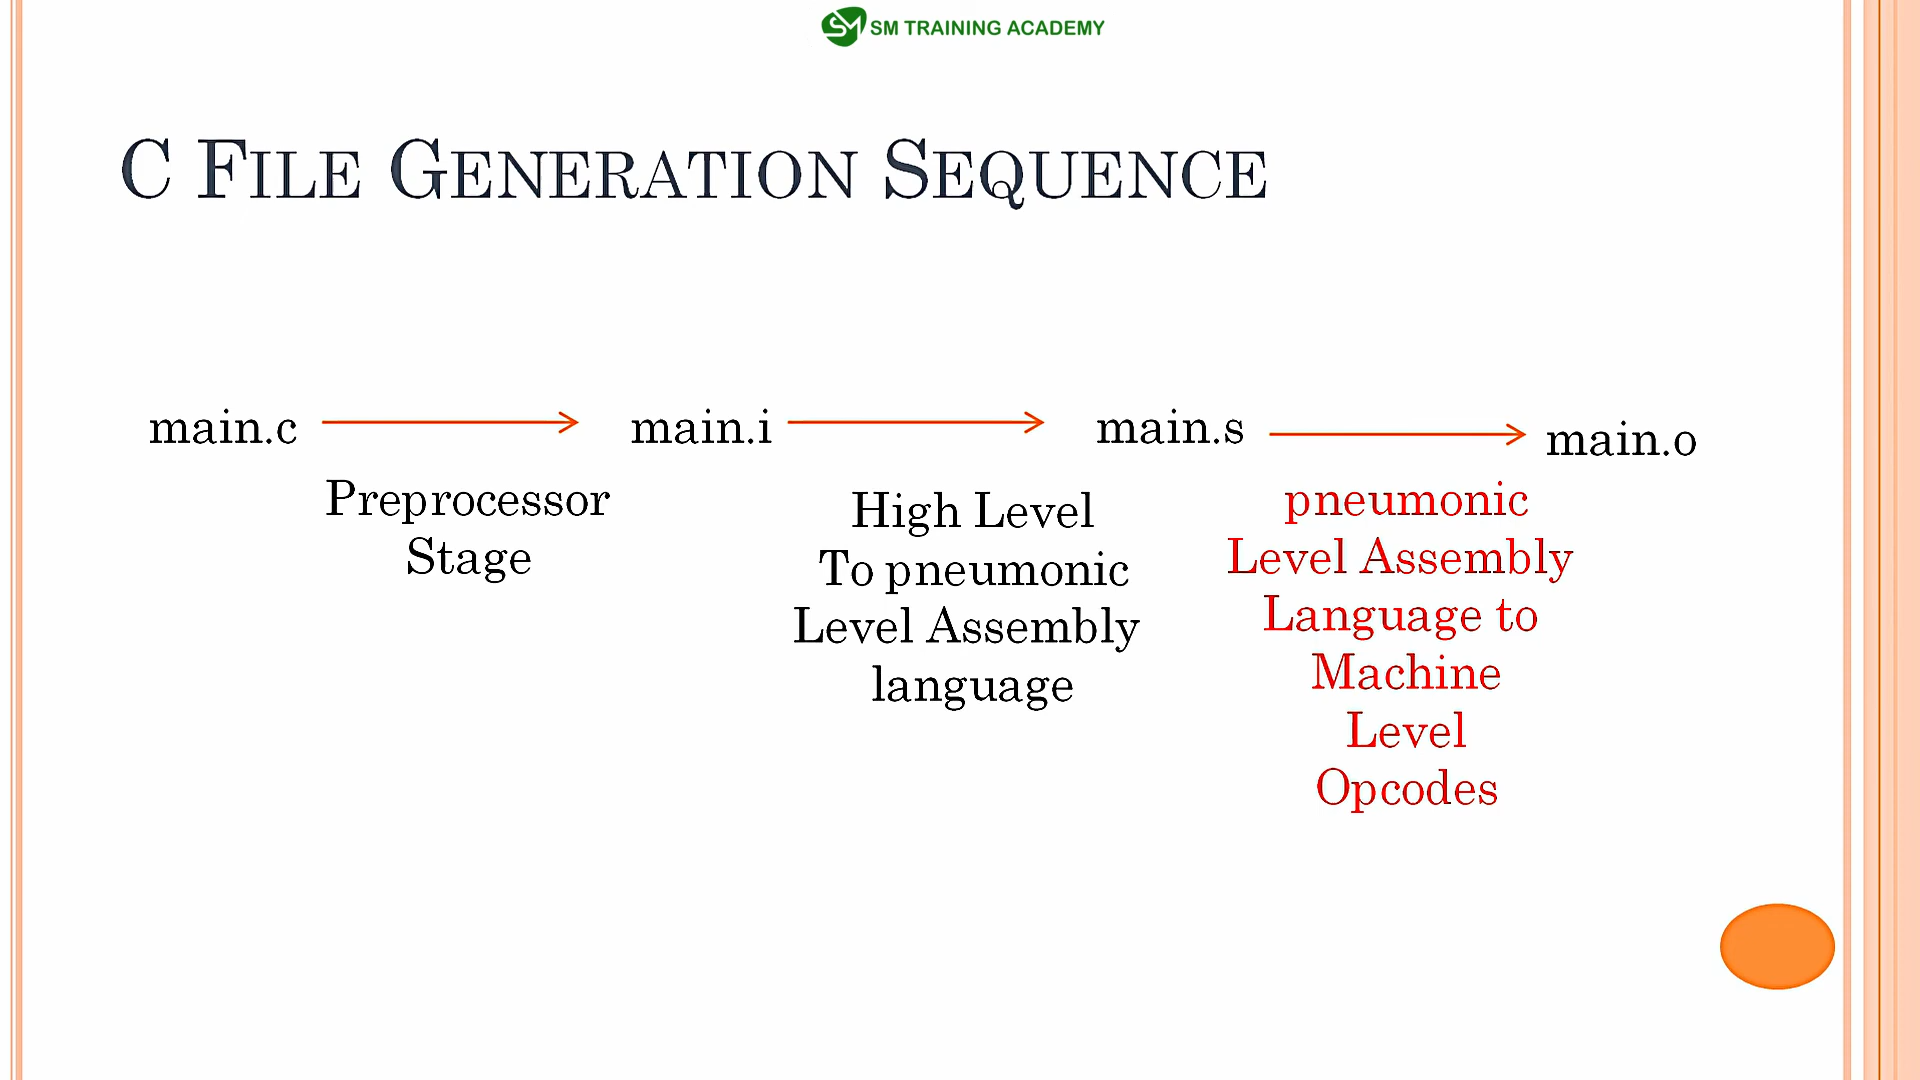 SM TRAINING ACADEMY
C FILE GENERATION SEQUENCE
main.c main.i main.s main.o
Preprocessor
Stage
High Level
To pneumonic
Level Assembly
language
pneumonic
Level Assembly
Language to
Machine
Level
Opcodes